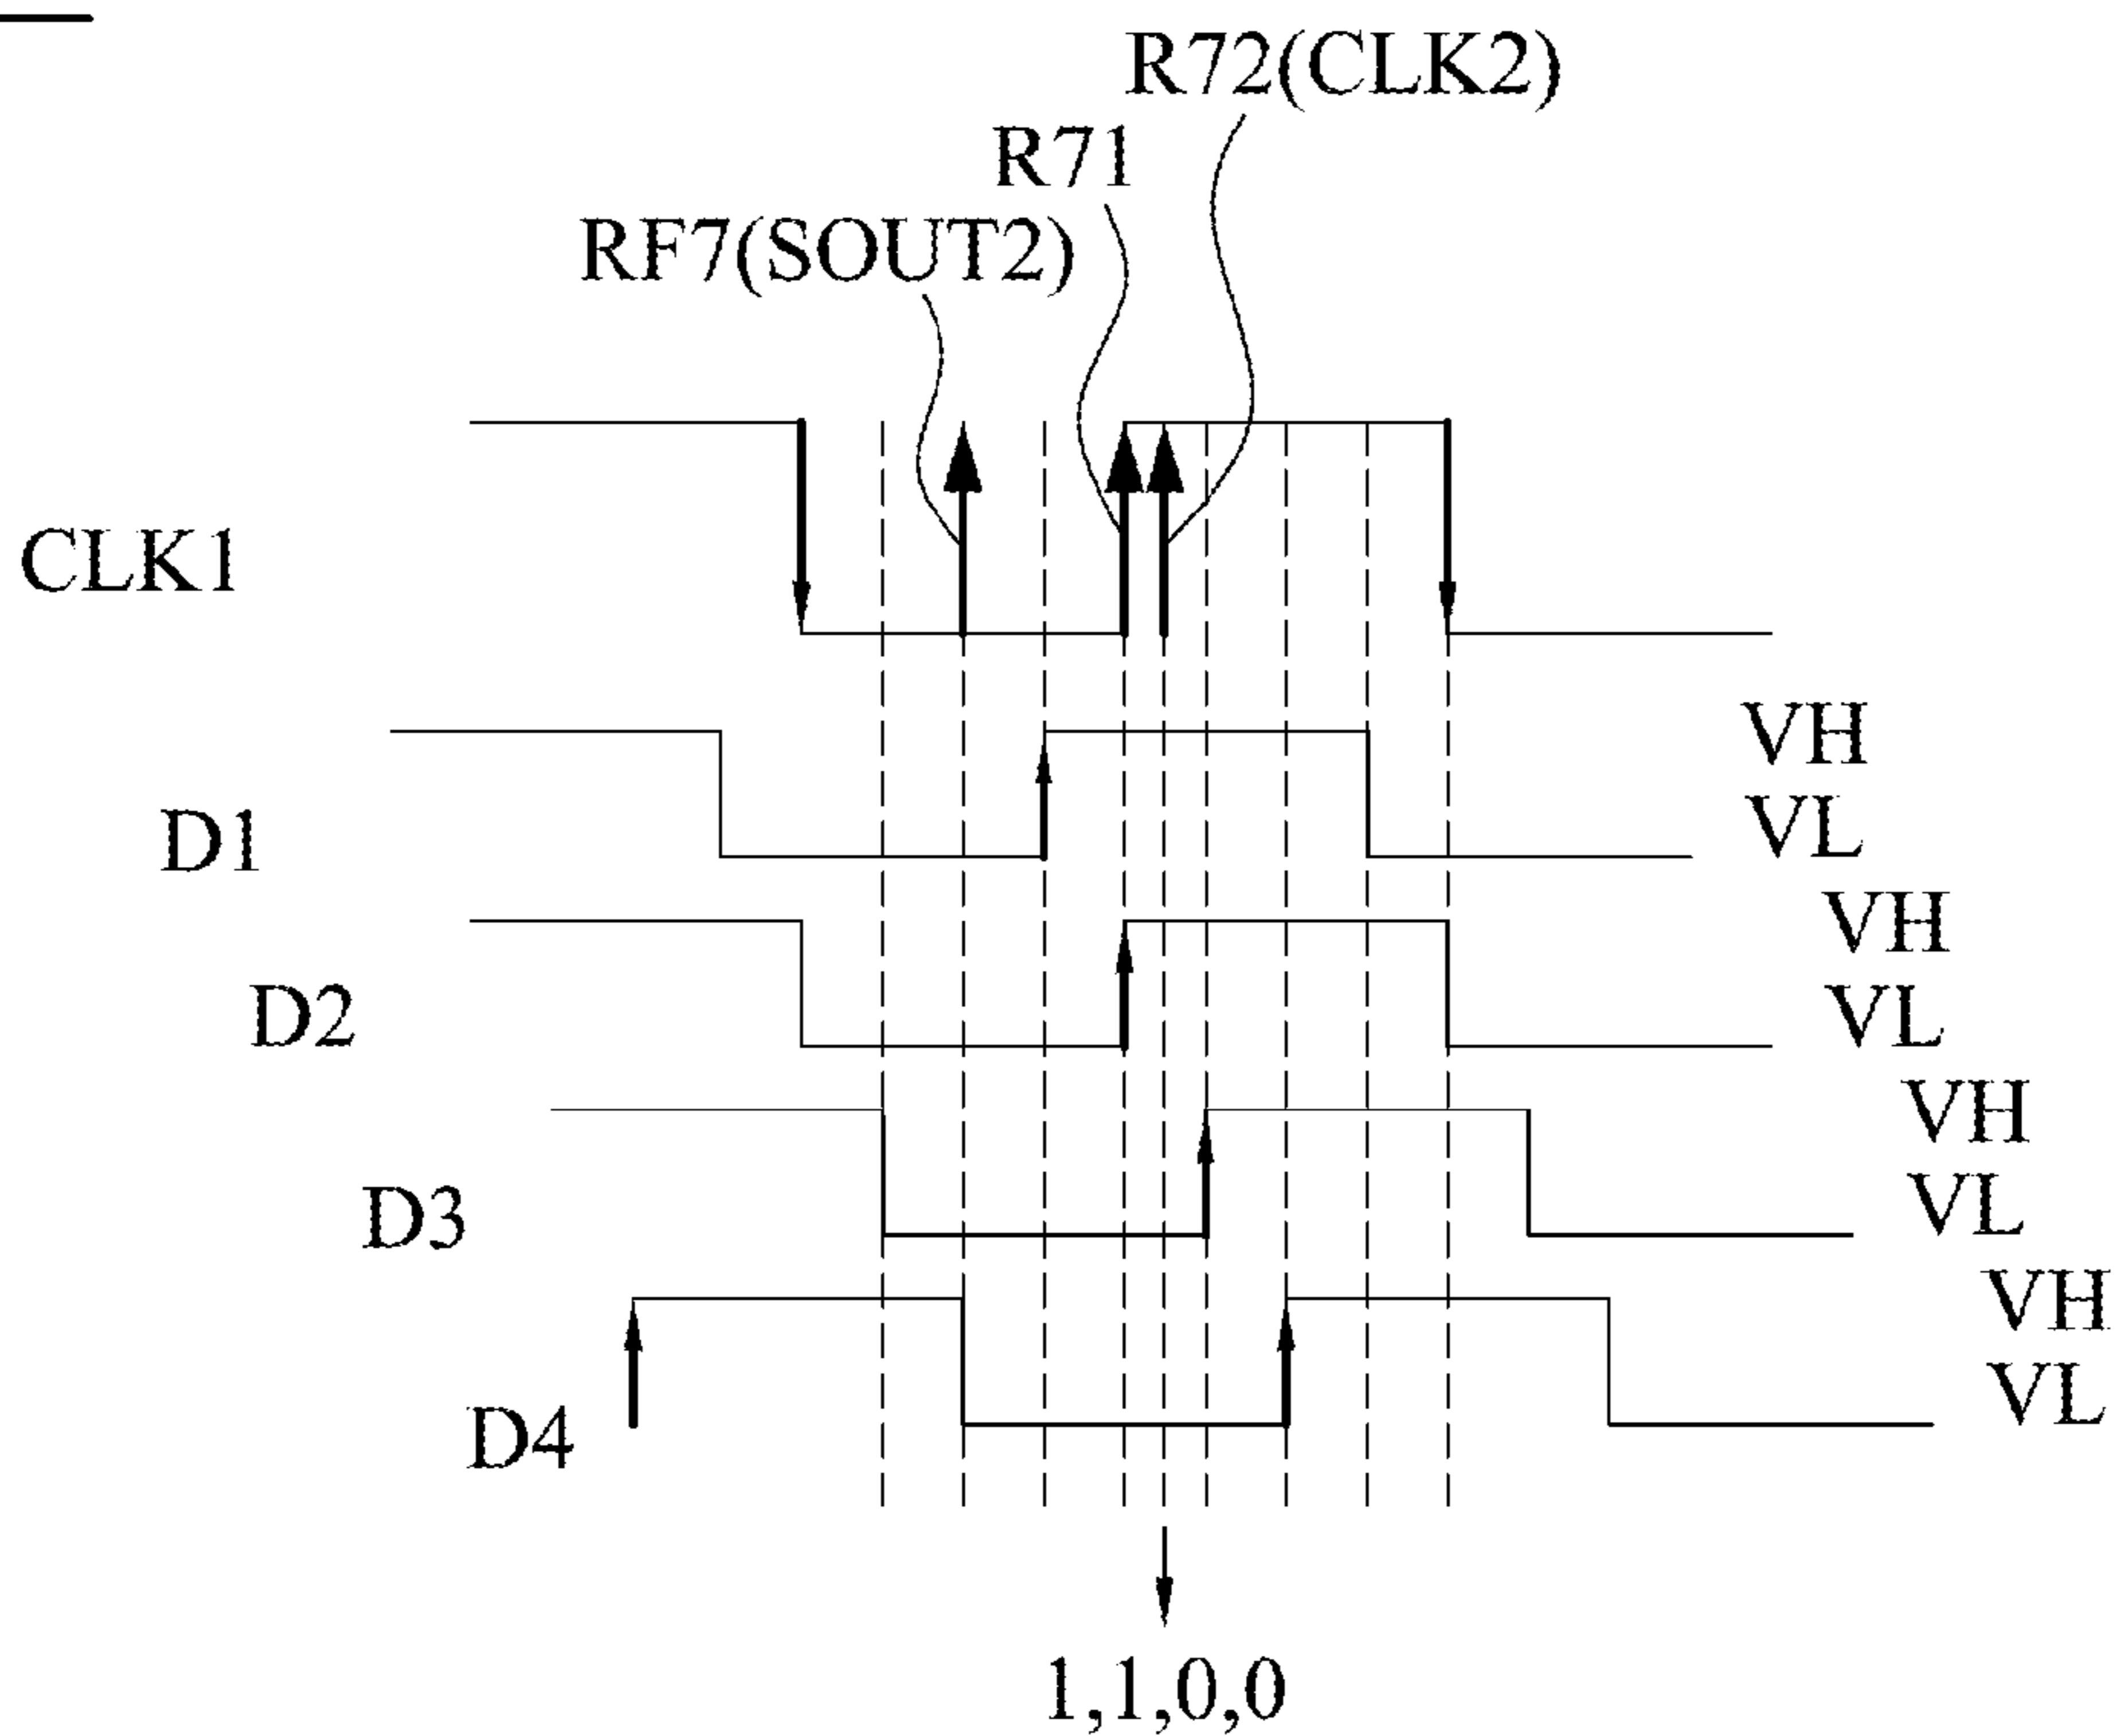 R72(CLK2)
R71
RF7(SOUT2)
CLK1
VH
D1
VL
VH
D2
VL
VH
D3
VL
VH
D4
VL
1,1,0,0